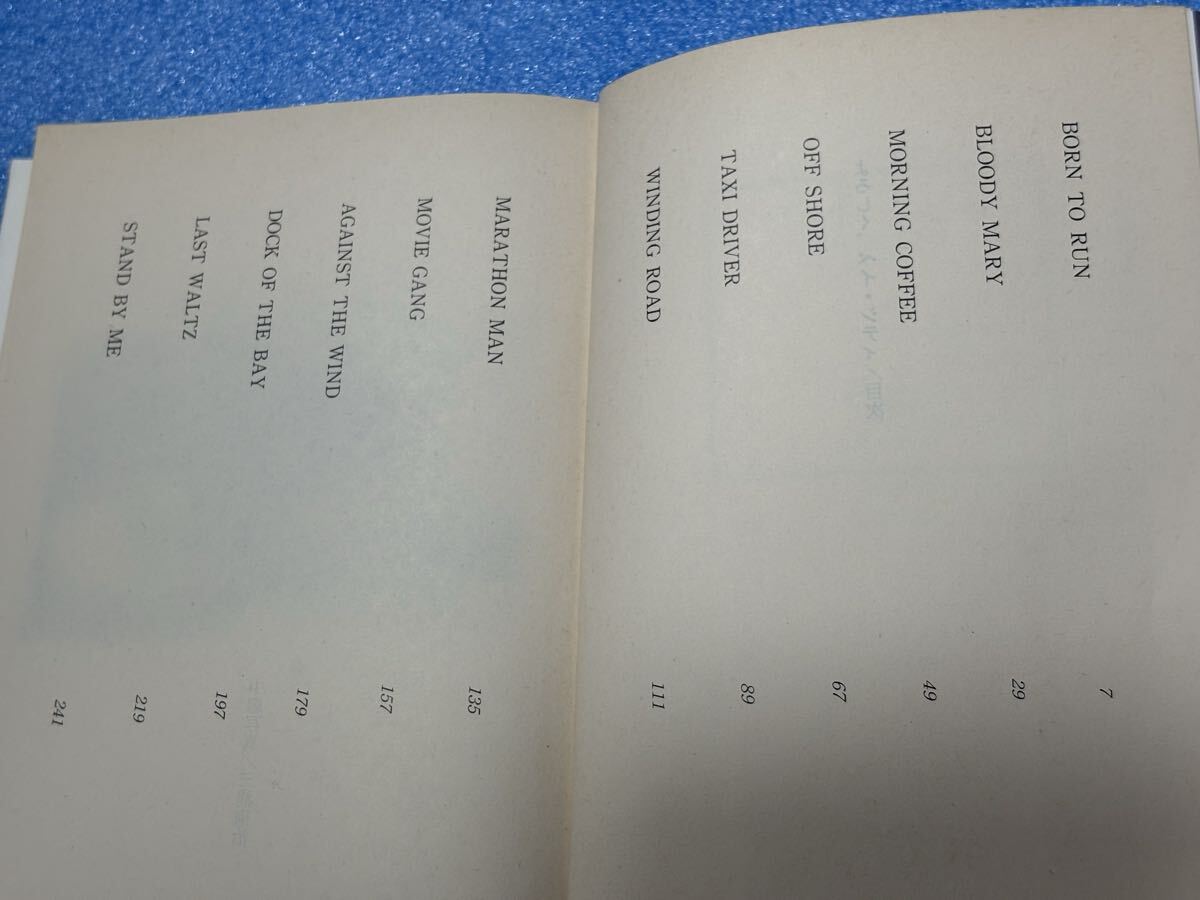 BORN TO RUN 7
BLOODY MARY 29
MORNING COFFEE 49
OFF SHORE 67
TAXI DRIVER 89
WINDING ROAD 111
MARATHON MAN 135
MOVIE GANG 157
AGAINST THE WIND 179
DOCK OF THE BAY 197
LAST WALTZ 219
STAND BY ME 241